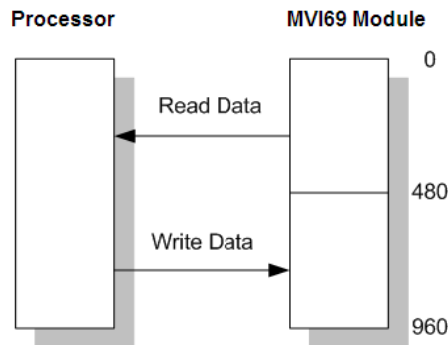 Processor
MVI69 Module
0
Read Data
480
Write Data
960